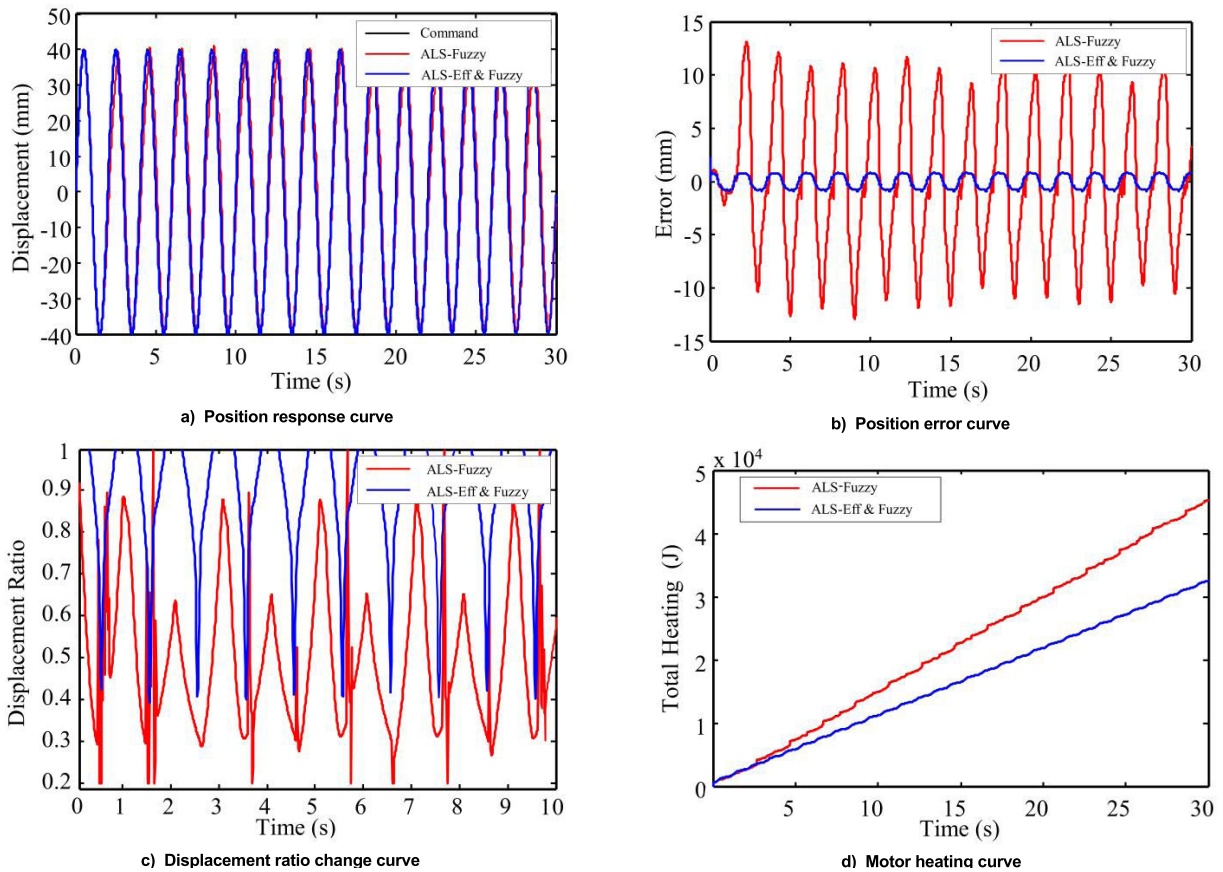 50
40
30
20
10
0
-10
-20
-30
-40
Displacement (mm)
Command
ALS-Fuzzy
ALS-Eff & Fuzzy
0 5 10 15 20 25 30
Time (s)
a) Position response curve
15
10
5
0
-5
-10
-15
Error (mm)
ALS-Fuzzy
ALS-Eff & Fuzzy
0 5 10 15 20 25 30
Time (s)
b) Position error curve
1
0.9
0.8
0.7
0.6
0.5
0.4
0.3
0.2
Displacement Ratio
ALS-Fuzzy
ALS-Eff & Fuzzy
0 1 2 3 4 5 6 7 8 9 10
Time (s)
c) Displacement ratio change curve
x 10⁴
5
4
3
2
1
0
Total Heating (J)
ALS-Fuzzy
ALS-Eff & Fuzzy
5 10 15 20 25 30
Time (s)
d) Motor heating curve